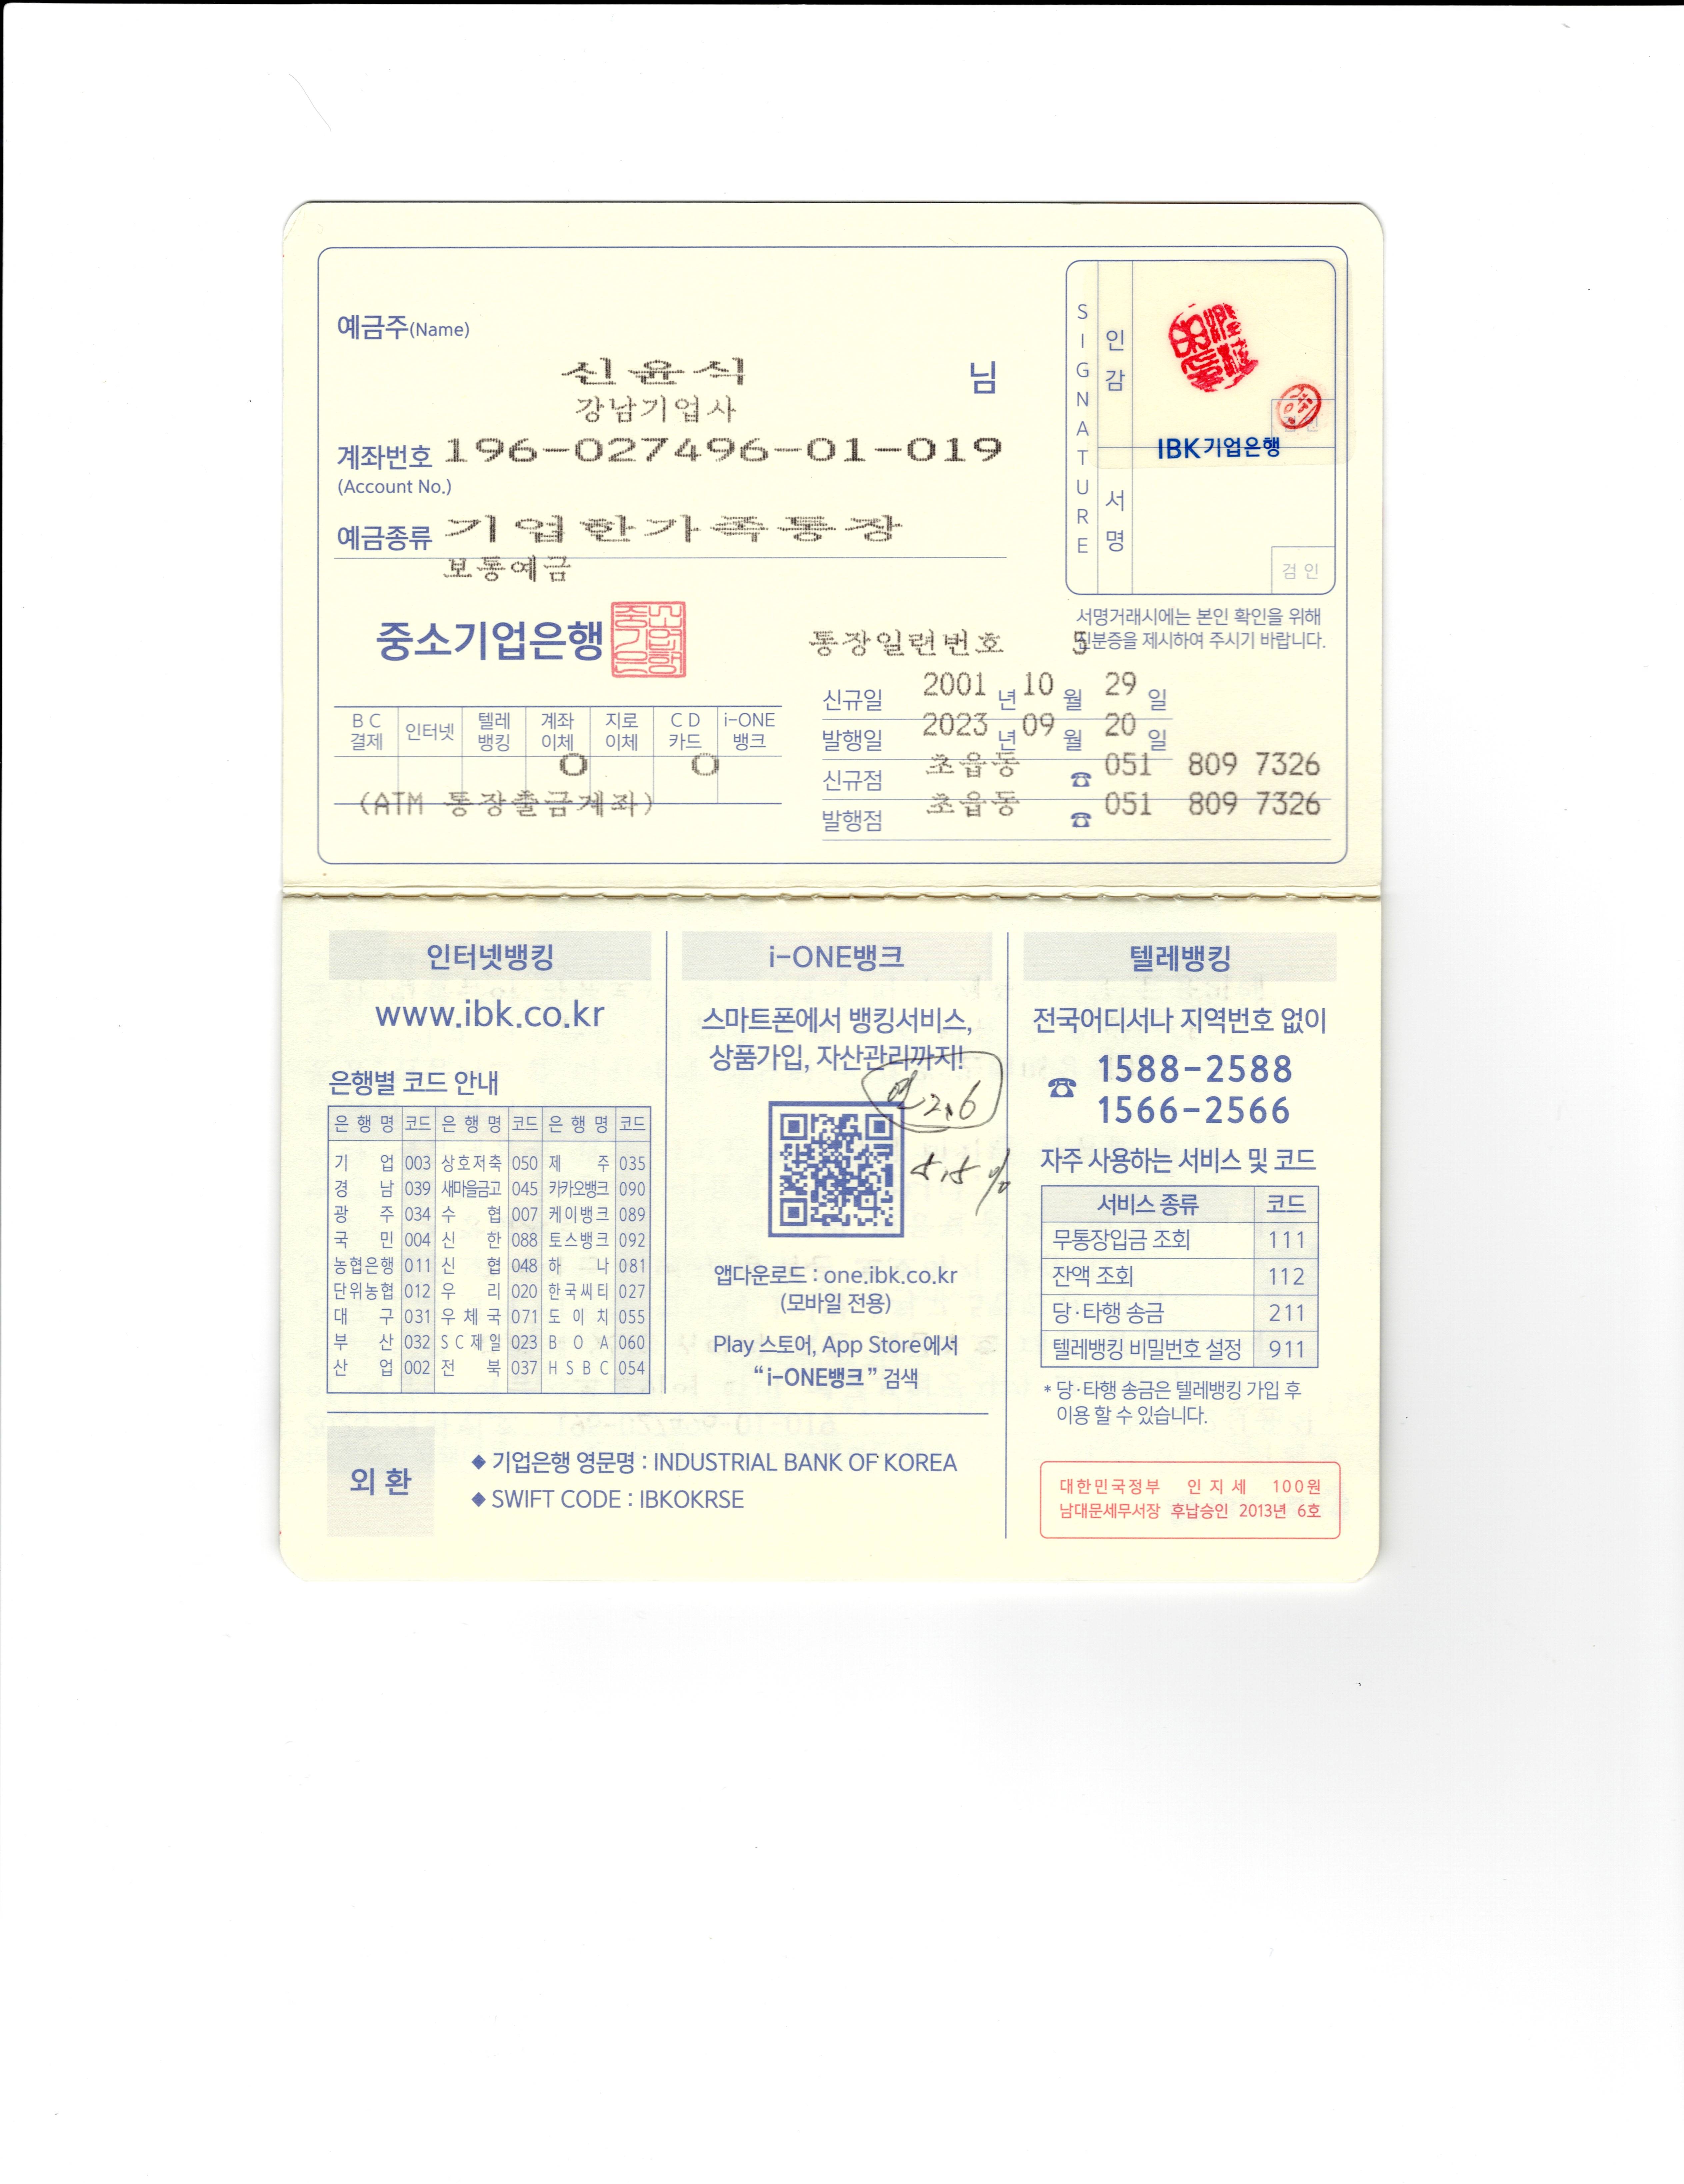 예금주(Name)
신윤식 님
강남기업사
계좌번호 196-027496-01-019
(Account No.)
예금종류 기업한가족통장
보통예금
중소기업은행
SIGNATURE
인감
IBK기업은행
서명
검인
서명거래시에는 본인 확인을 위해
신분증을 제시하여 주시기 바랍니다.
통장일련번호 5
신규일 2001 년 10 월 29 일
발행일 2023 년 09 월 20 일
신규점 초읍동 ☎ 051 809 7326
발행점 초읍동 ☎ 051 809 7326
BC결제 인터넷 텔레뱅킹 계좌이체 지로이체 CD카드 i-ONE뱅크
O O
(ATM 통장출금계좌)
인터넷뱅킹
www.ibk.co.kr
은행별 코드 안내
은행명 코드 은행명 코드 은행명 코드
기업 003 상호저축 050 제주 035
경남 039 새마을금고 045 카카오뱅크 090
광주 034 수협 007 케이뱅크 089
국민 004 신한 088 토스뱅크 092
농협은행 011 신협 048 하나 081
단위농협 012 우리 020 한국씨티 027
대구 031 우체국 071 도이치 055
부산 032 SC제일 023 BOA 060
산업 002 전북 037 HSBC 054
i-ONE뱅크
스마트폰에서 뱅킹서비스,
상품가입, 자산관리까지!
연 2.6
5.5%
앱다운로드 : one.ibk.co.kr
(모바일 전용)
Play 스토어, App Store에서
“i-ONE뱅크” 검색
텔레뱅킹
전국어디서나 지역번호 없이
☎ 1588-2588
1566-2566
자주 사용하는 서비스 및 코드
서비스 종류 코드
무통장입금 조회 111
잔액 조회 112
당·타행 송금 211
텔레뱅킹 비밀번호 설정 911
* 당·타행 송금은 텔레뱅킹 가입 후
이용 할 수 있습니다.
외환
◆ 기업은행 영문명 : INDUSTRIAL BANK OF KOREA
◆ SWIFT CODE : IBKOKRSE
대한민국정부 인지세 100원
남대문세무서장 후납승인 2013년 6호